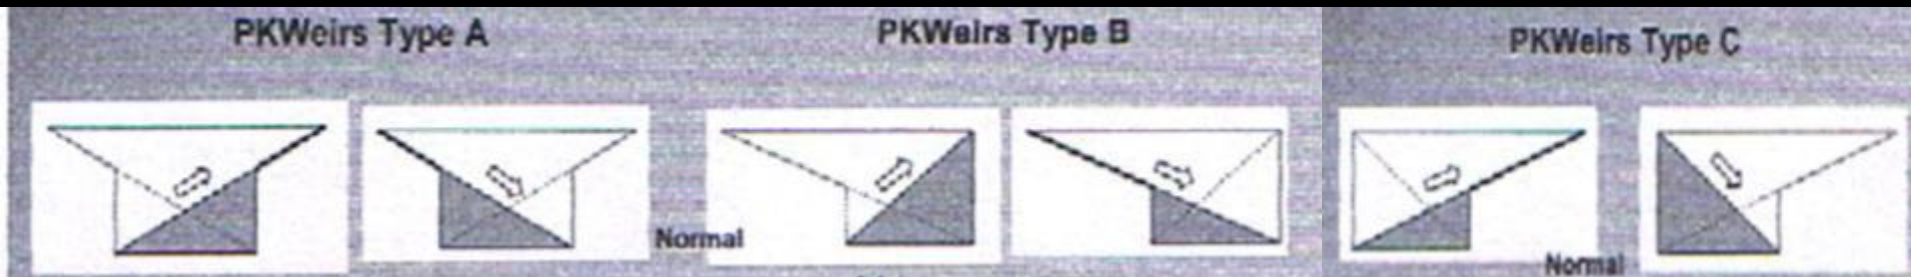 PKWeirs Type A
PKWeirs Type B
PKWeirs Type C
Normal
Normal